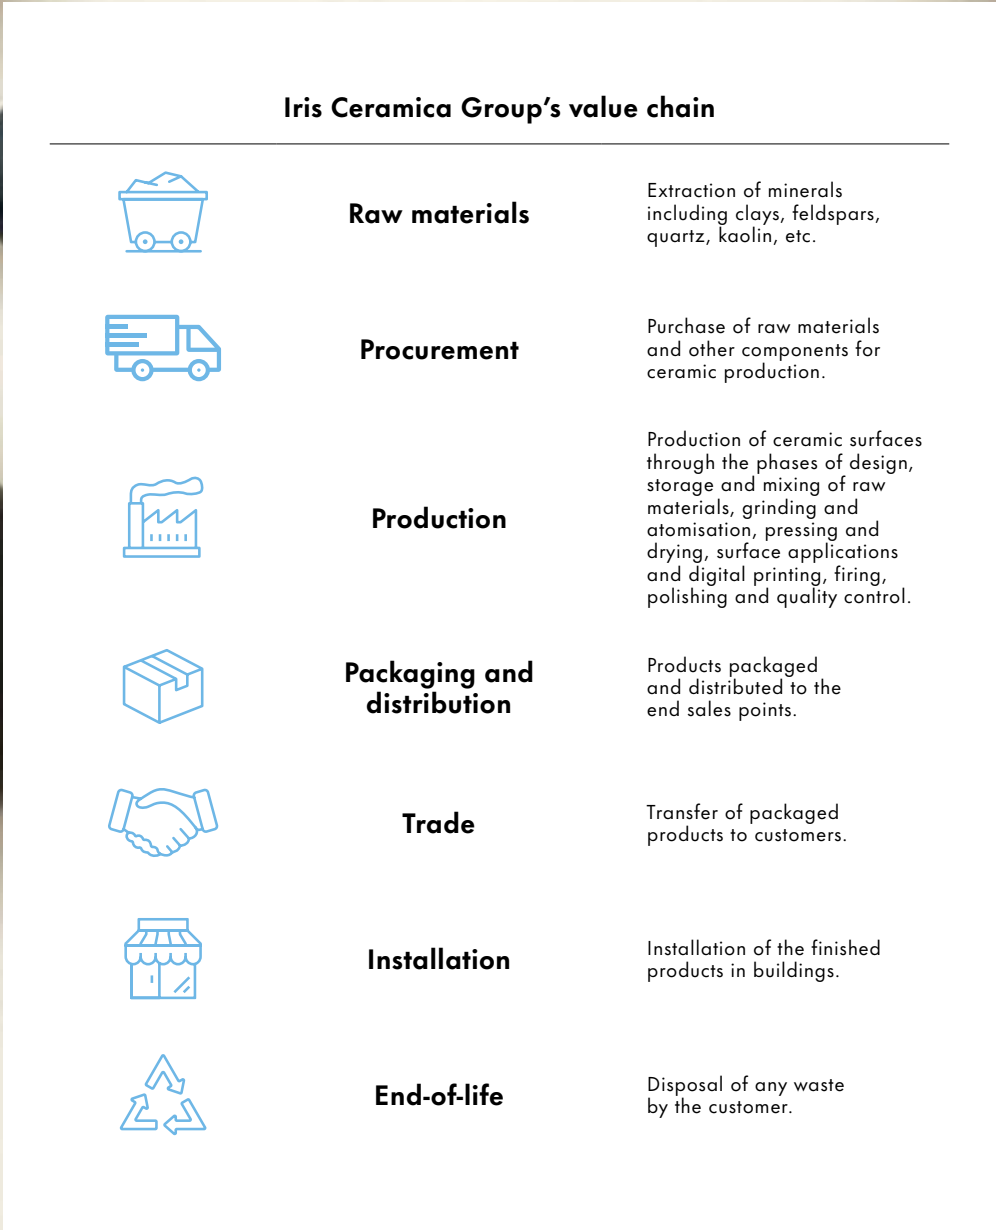 Iris Ceramica Group's value chain
Raw materials
Extraction of minerals
including clays, feldspars,
quartz, kaolin, etc.
Procurement
Purchase of raw materials
and other components for
ceramic production.
Production
Production of ceramic surfaces
through the phases of design,
storage and mixing of raw
materials, grinding and
atomisation, pressing and
drying, surface applications
and digital printing, firing,
polishing and quality control.
Packaging and
distribution
Products packaged
and distributed to the
end sales points.
Trade
Transfer of packaged
products to customers.
Installation
Installation of the finished
products in buildings.
End-of-life
Disposal of any waste
by the customer.